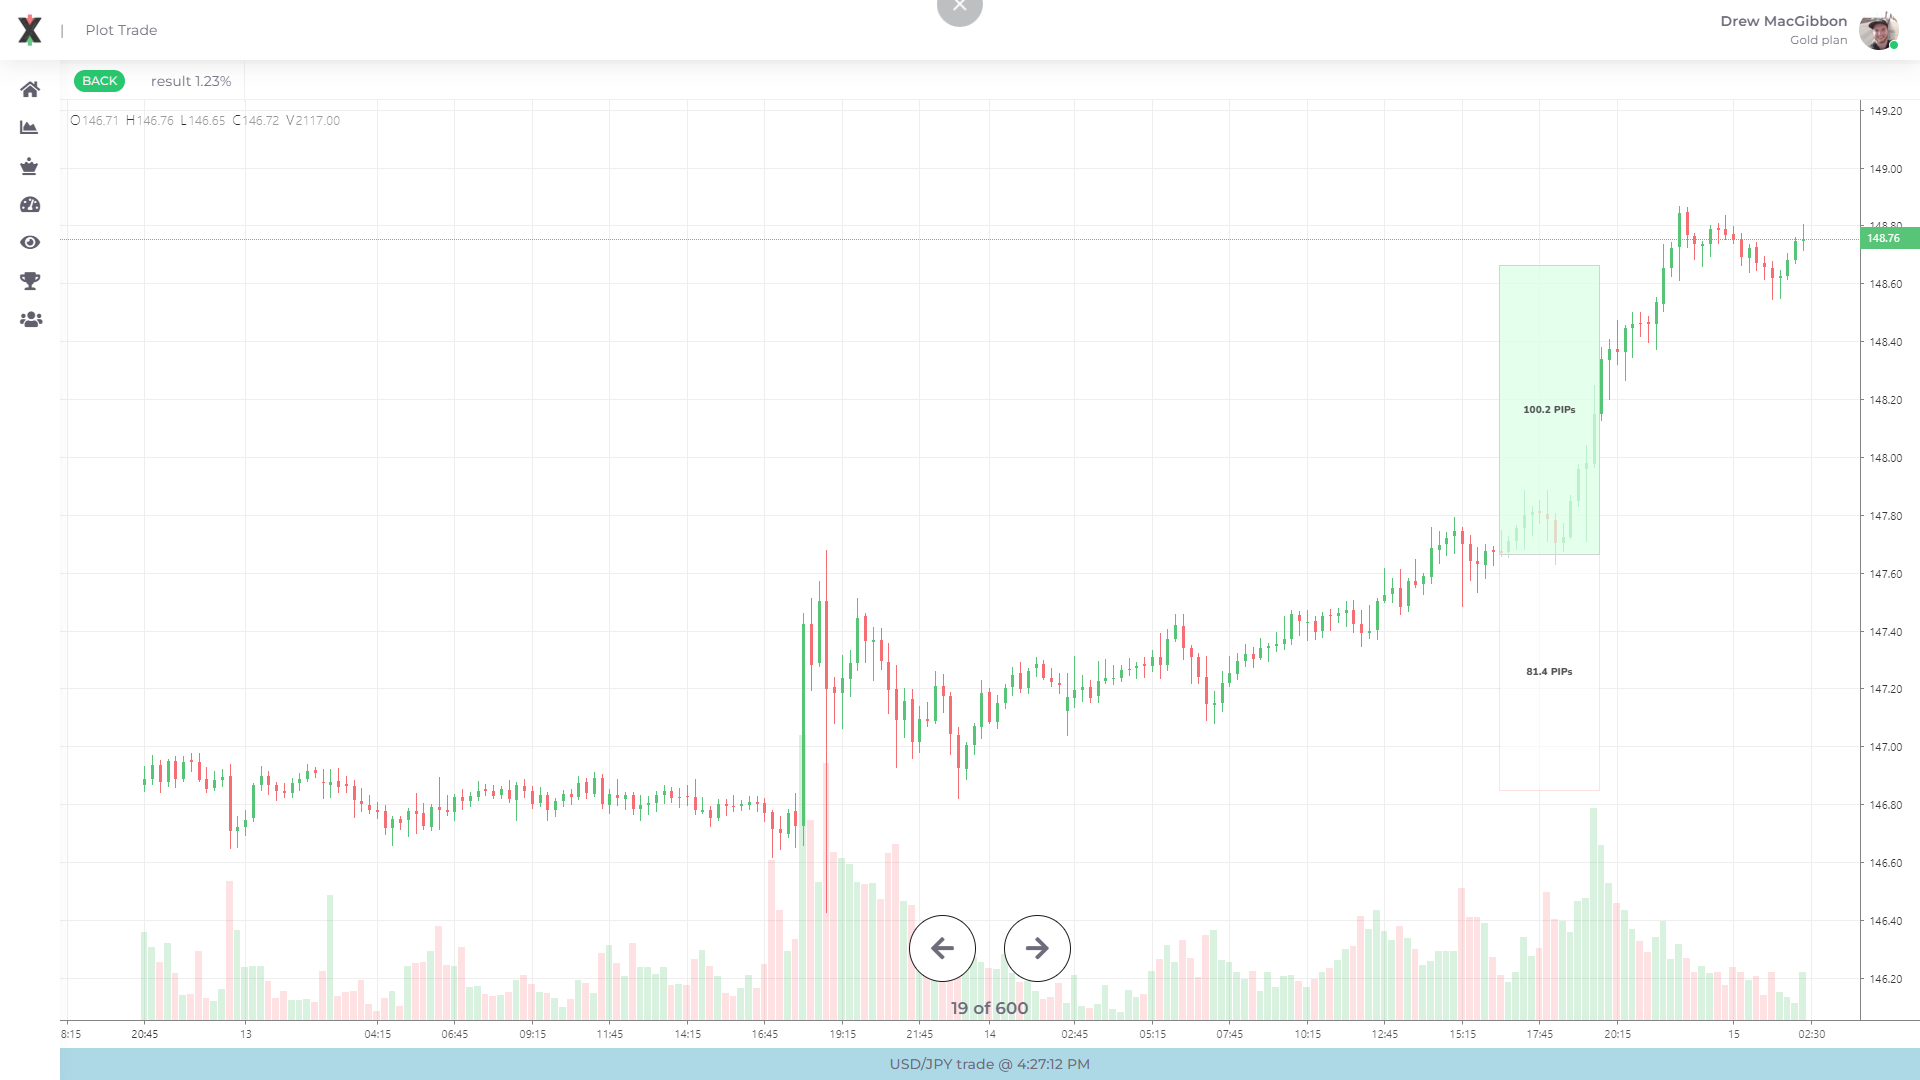 | Plot Trade
Drew MacGibbon
Gold plan
BACK result 1.23%
O146.71 H146.76 L146.65 C146.72 V2117.00
149.20
149.00
148.80
148.76
148.60
148.40
148.20
148.00
147.80
147.60
147.40
147.20
147.00
146.80
146.60
146.40
146.20
100.2 PIPs
81.4 PIPs
19 of 600
8:15 20:45 13 04:15 06:45 09:15 11:45 14:15 16:45 19:15 21:45 14 02:45 05:15 07:45 10:15 12:45 15:15 17:45 20:15 15 02:30
USD/JPY trade @ 4:27:12 PM